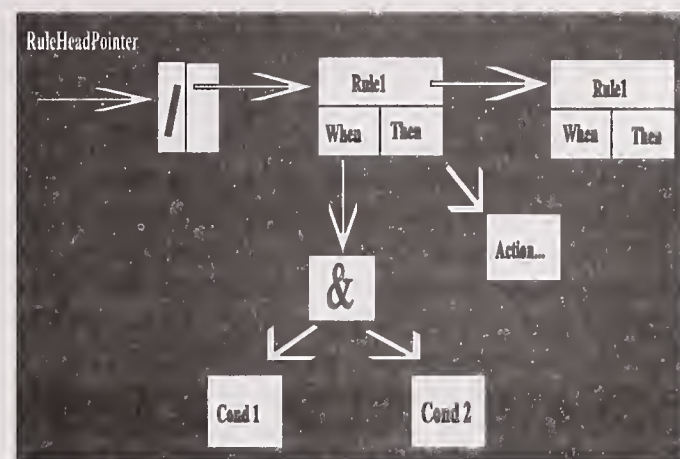 RuleHeadPointer
Rule1
Rule1
When Then
When Then
Action...
&
Cond 1 Cond 2